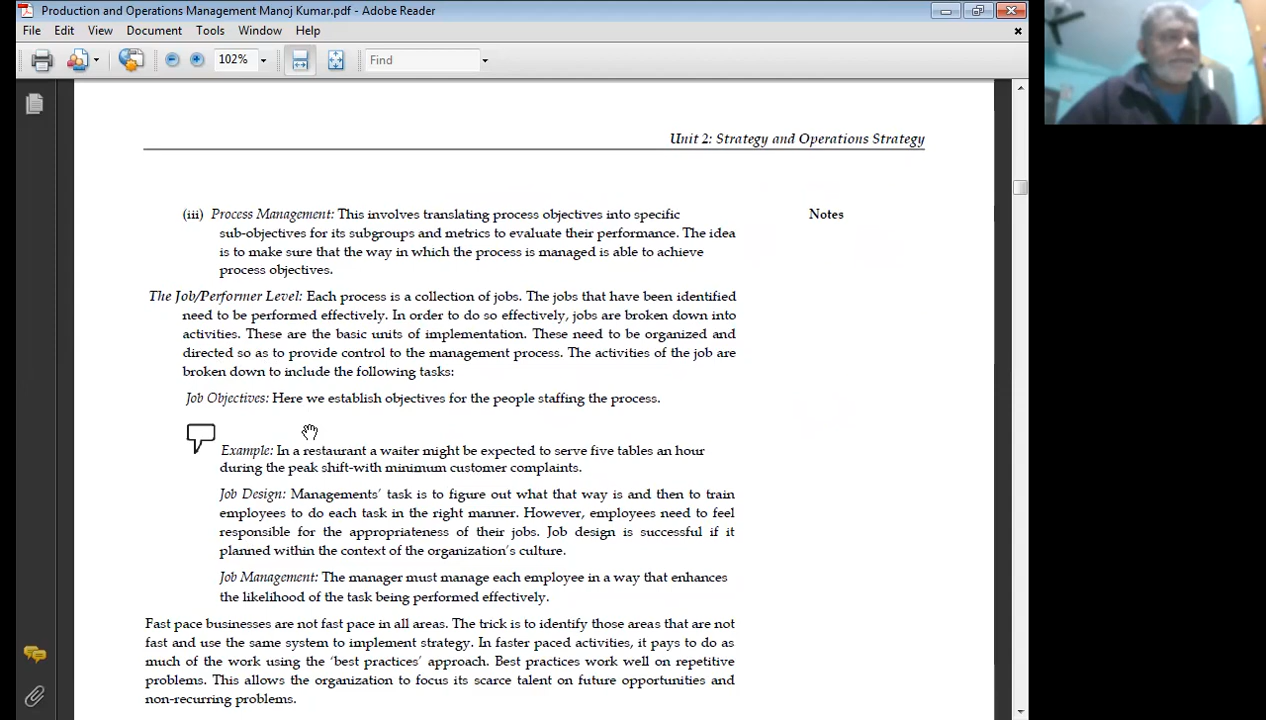 Production and Operations Management Manoj Kumar.pdf - Adobe Reader
File Edit View Document Tools Window Help
102%
Find
Unit 2: Strategy and Operations Strategy
(iii) Process Management: This involves translating process objectives into specific
Notes
sub-objectives for its subgroups and metrics to evaluate their performance. The idea
is to make sure that the way in which the process is managed is able to achieve
process objectives.
The Job/Performer Level: Each process is a collection of jobs. The jobs that have been identified
need to be performed effectively. In order to do so effectively, jobs are broken down into
activities. These are the basic units of implementation. These need to be organized and
directed so as to provide control to the management process. The activities of the job are
broken down to include the following tasks:
Job Objectives: Here we establish objectives for the people staffing the process.
Example: In a restaurant a waiter might be expected to serve five tables an hour
during the peak shift-with minimum customer complaints.
Job Design: Managements' task is to figure out what that way is and then to train
employees to do each task in the right manner. However, employees need to feel
responsible for the appropriateness of their jobs. Job design is successful if it
planned within the context of the organization's culture.
Job Management: The manager must manage each employee in a way that enhances
the likelihood of the task being performed effectively.
Fast pace businesses are not fast pace in all areas. The trick is to identify those areas that are not
fast and use the same system to implement strategy. In faster paced activities, it pays to do as
much of the work using the 'best practices' approach. Best practices work well on repetitive
problems. This allows the organization to focus its scarce talent on future opportunities and
non-recurring problems.